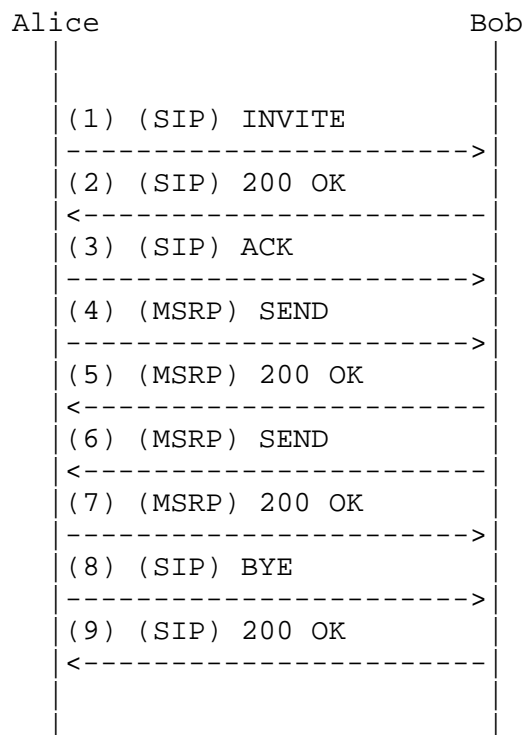 Alice Bob
(1) (SIP) INVITE
(2) (SIP) 200 OK
(3) (SIP) ACK
(4) (MSRP) SEND
(5) (MSRP) 200 OK
(6) (MSRP) SEND
(7) (MSRP) 200 OK
(8) (SIP) BYE
(9) (SIP) 200 OK